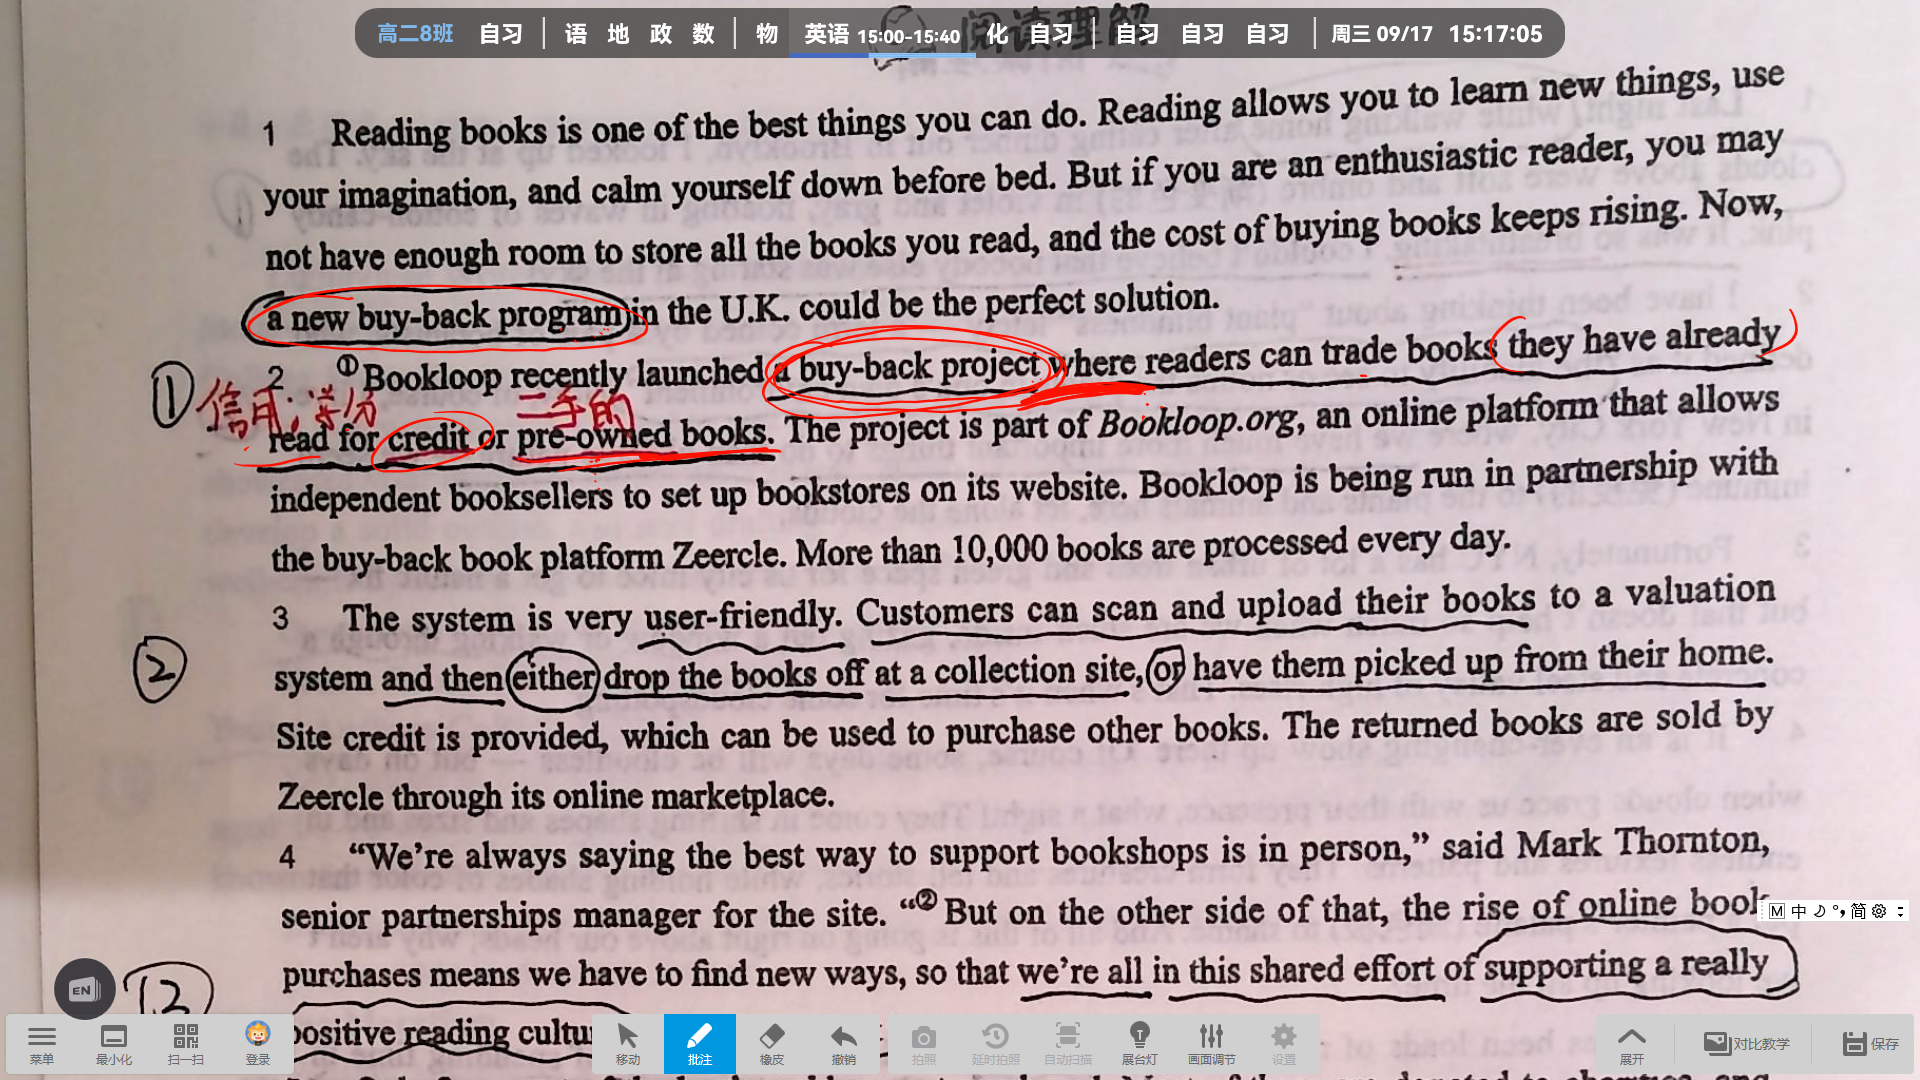 高二8班 自习 语 地 政 数 物 英语 15:00-15:40 化 自习 自习 自习 自习 周三 09/17 15:17:05
阅读理解
1 Reading books is one of the best things you can do. Reading allows you to learn new things, use
your imagination, and calm yourself down before bed. But if you are an enthusiastic reader, you may
not have enough room to store all the books you read, and the cost of buying books keeps rising. Now,
a new buy-back program in the U.K. could be the perfect solution.
① 2 ①Bookloop recently launched a buy-back project where readers can trade books they have already
信用,学分 二手的
read for credit or pre-owned books. The project is part of Bookloop.org, an online platform that allows
independent booksellers to set up bookstores on its website. Bookloop is being run in partnership with
the buy-back book platform Zeercle. More than 10,000 books are processed every day.
3 The system is very user-friendly. Customers can scan and upload their books to a valuation
② system and then either drop the books off at a collection site, or have them picked up from their home.
Site credit is provided, which can be used to purchase other books. The returned books are sold by
Zeercle through its online marketplace.
4 “We’re always saying the best way to support bookshops is in person,” said Mark Thornton,
senior partnerships manager for the site. “②But on the other side of that, the rise of online book
M 中 简
purchases means we have to find new ways, so that we’re all in this shared effort of supporting a really
EN
positive reading cultu
菜单 最小化 扫一扫 登录 移动 批注 橡皮 撤销 拍照 延时拍照 自动扫描 展台灯 画面调节 设置 展开 对比教学 保存